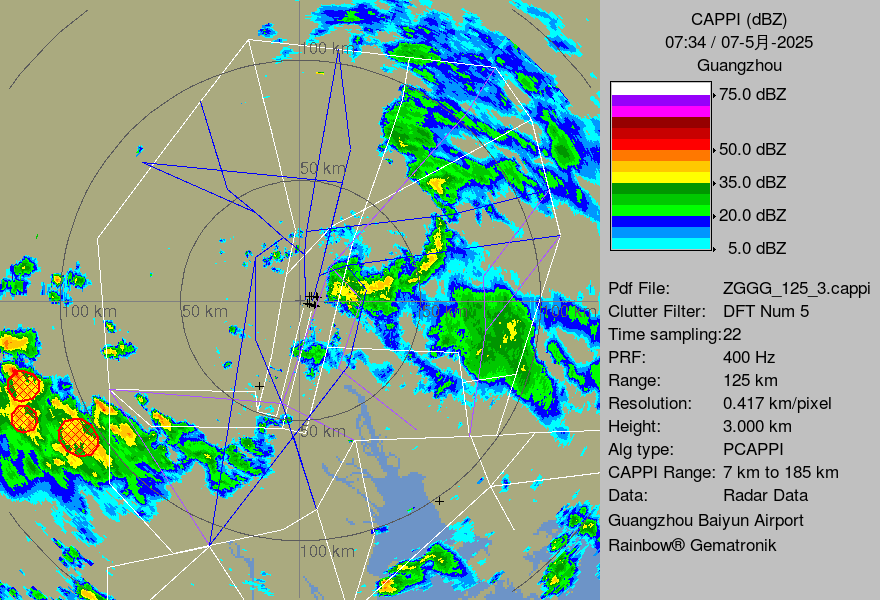 CAPPI (dBZ)
07:34 / 07-5月-2025
Guangzhou
75.0 dBZ
50.0 dBZ
35.0 dBZ
20.0 dBZ
5.0 dBZ
Pdf File: ZGGG_125_3.cappi
Clutter Filter: DFT Num 5
Time sampling:22
PRF: 400 Hz
Range: 125 km
Resolution: 0.417 km/pixel
Height: 3.000 km
Alg type: PCAPPI
CAPPI Range: 7 km to 185 km
Data: Radar Data
Guangzhou Baiyun Airport
Rainbow® Gematronik
100 km
50 km
100 km
50 km
50 km
100 km